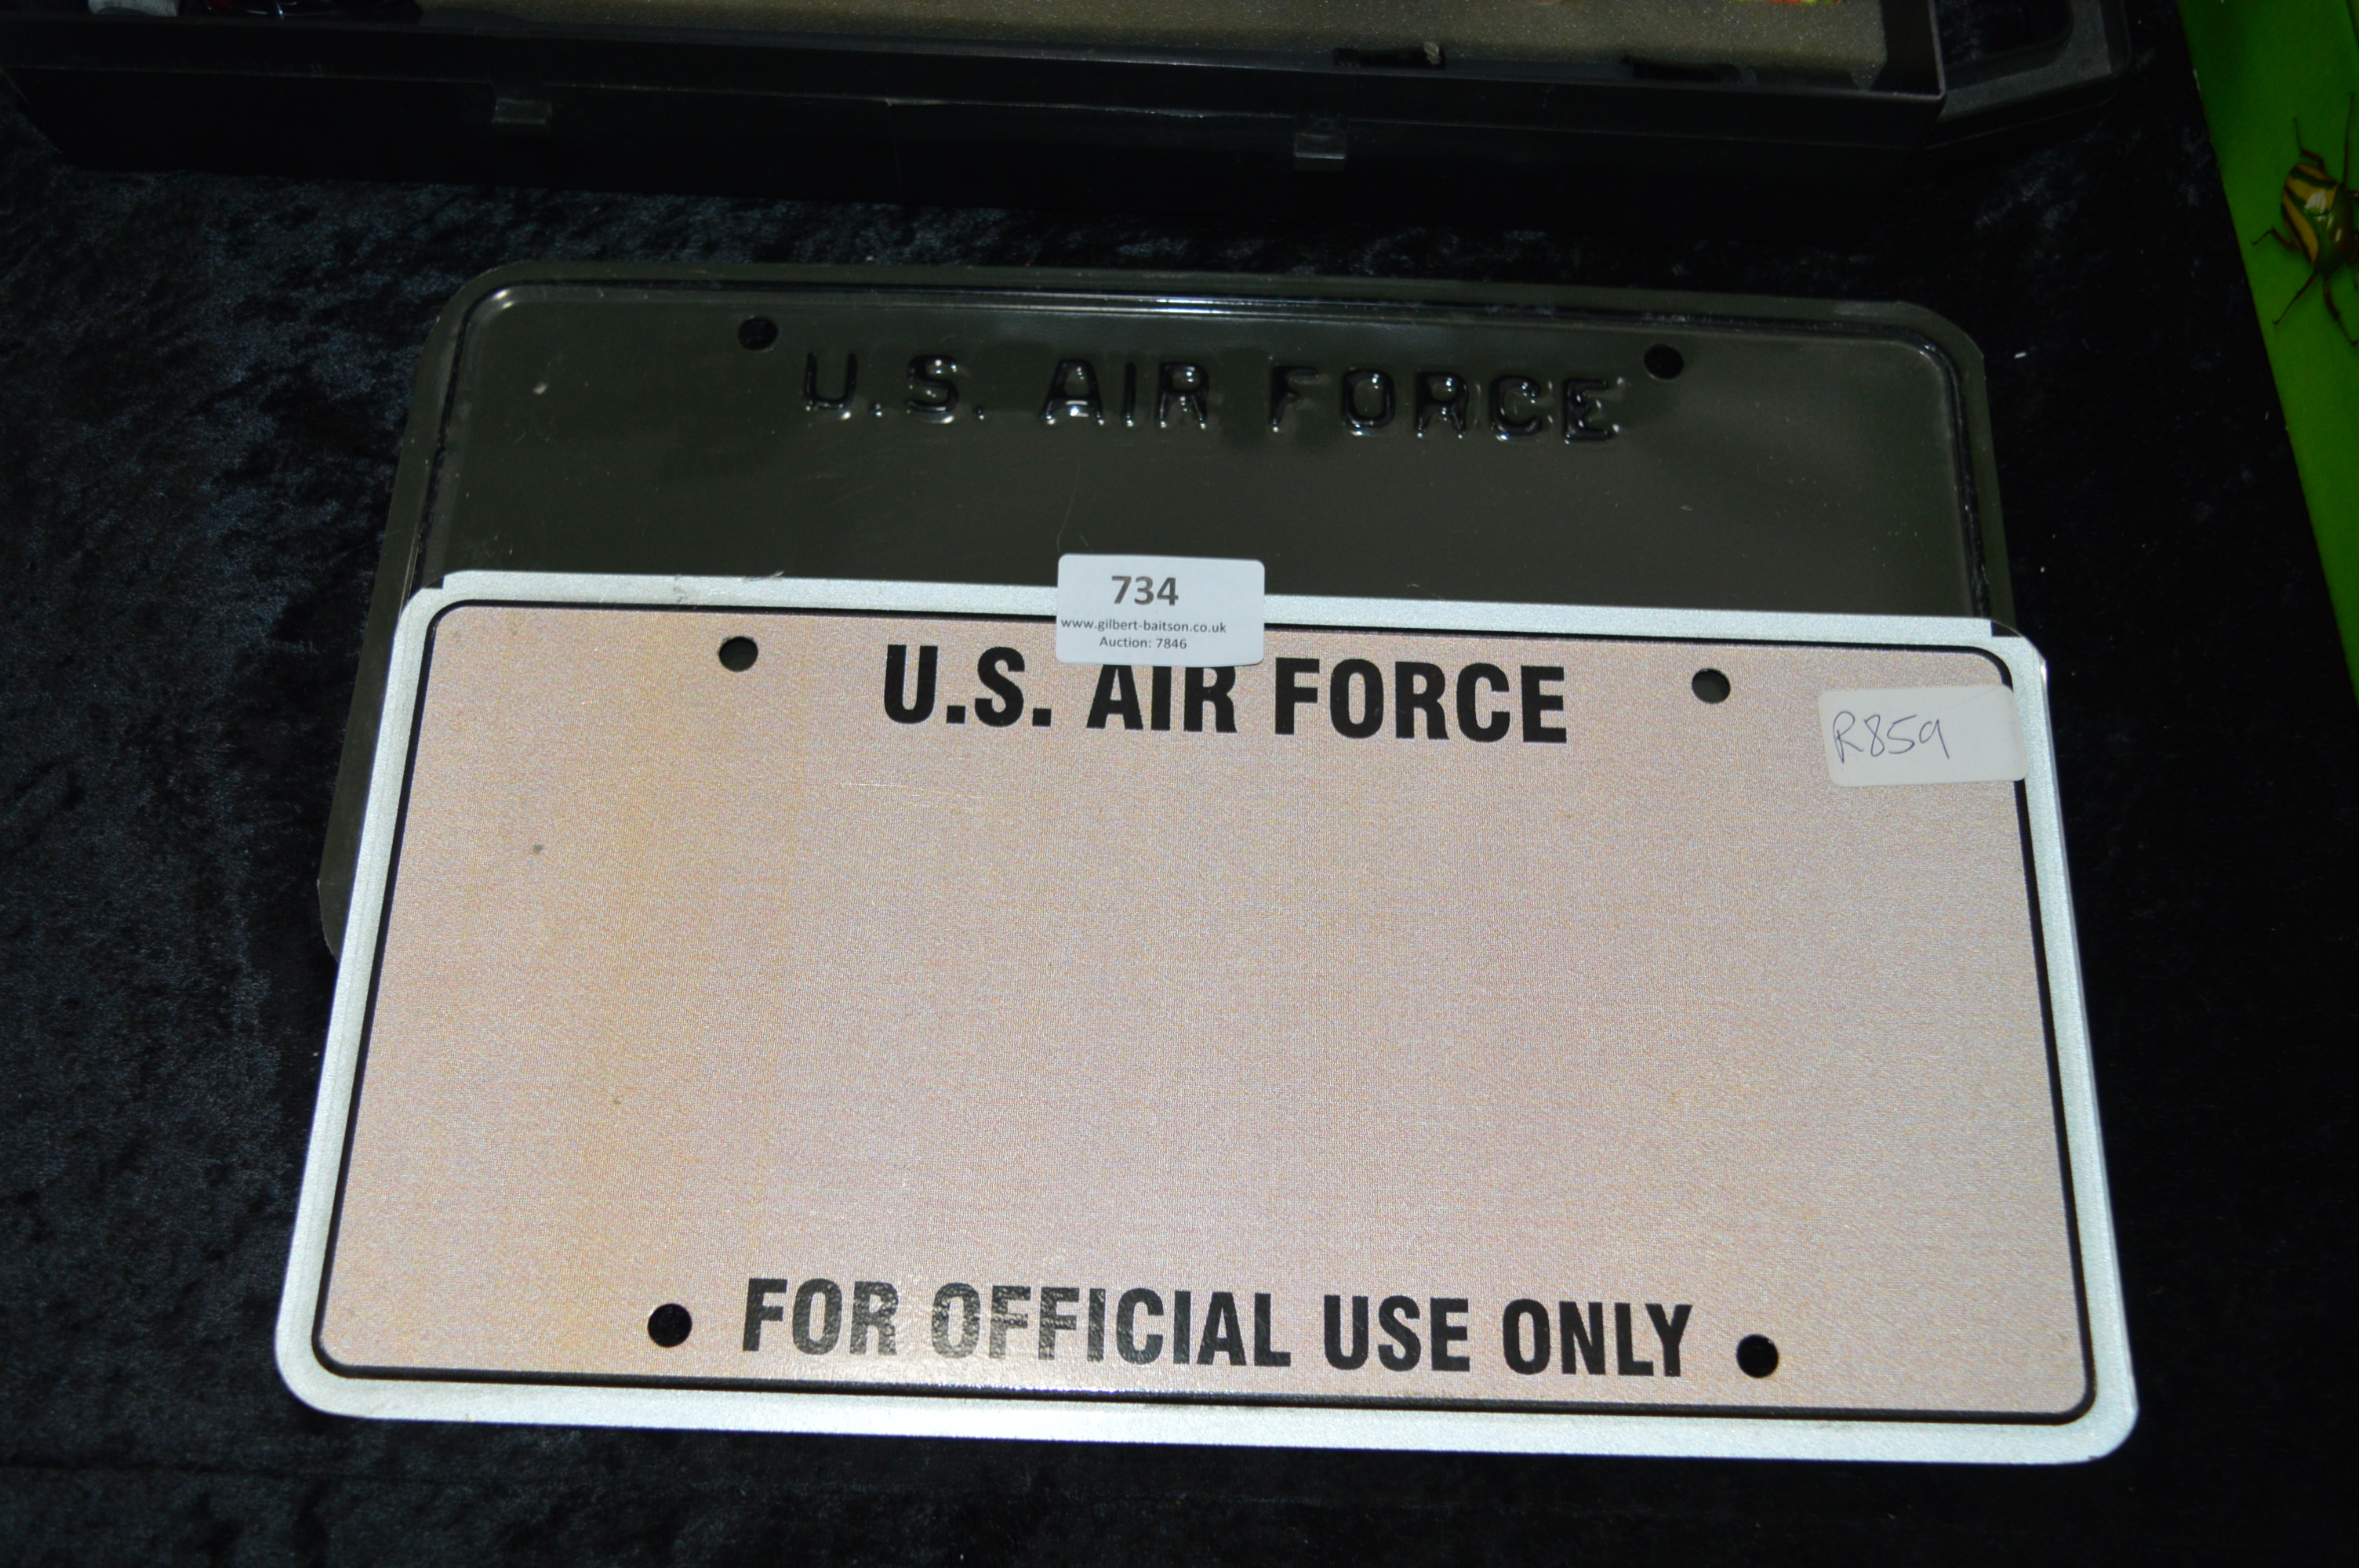 U.S. AIR FORCE
734
www.gilbert-baitson.co.uk
Auction: 7846
U.S. AIR FORCE
R859
FOR OFFICIAL USE ONLY